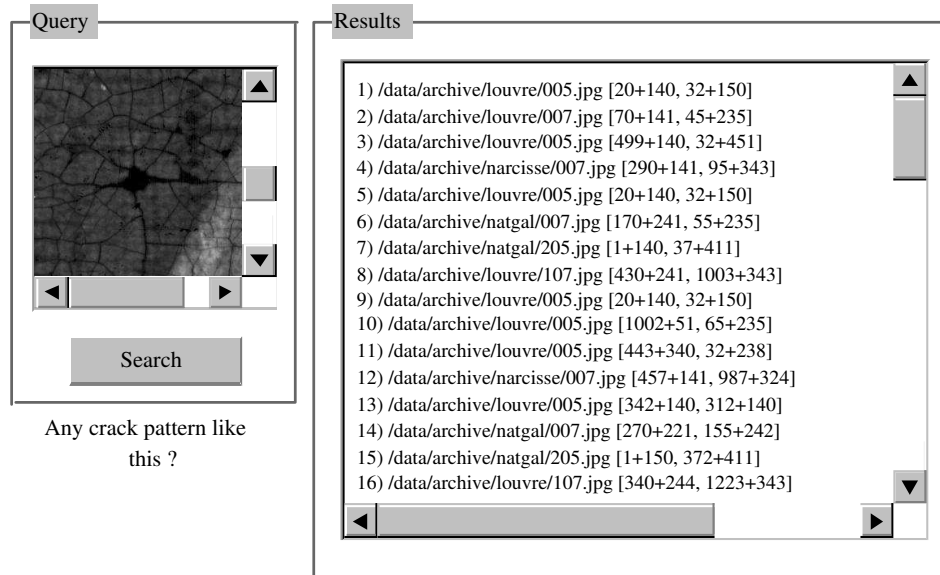 Query
Search
Any crack pattern like
this ?
Results
1) /data/archive/louvre/005.jpg [20+140, 32+150]
2) /data/archive/louvre/007.jpg [70+141, 45+235]
3) /data/archive/louvre/005.jpg [499+140, 32+451]
4) /data/archive/narcisse/007.jpg [290+141, 95+343]
5) /data/archive/louvre/005.jpg [20+140, 32+150]
6) /data/archive/natgal/007.jpg [170+241, 55+235]
7) /data/archive/natgal/205.jpg [1+140, 37+411]
8) /data/archive/louvre/107.jpg [430+241, 1003+343]
9) /data/archive/louvre/005.jpg [20+140, 32+150]
10) /data/archive/louvre/005.jpg [1002+51, 65+235]
11) /data/archive/louvre/005.jpg [443+340, 32+238]
12) /data/archive/narcisse/007.jpg [457+141, 987+324]
13) /data/archive/louvre/005.jpg [342+140, 312+140]
14) /data/archive/natgal/007.jpg [270+221, 155+242]
15) /data/archive/natgal/205.jpg [1+150, 372+411]
16) /data/archive/louvre/107.jpg [340+244, 1223+343]